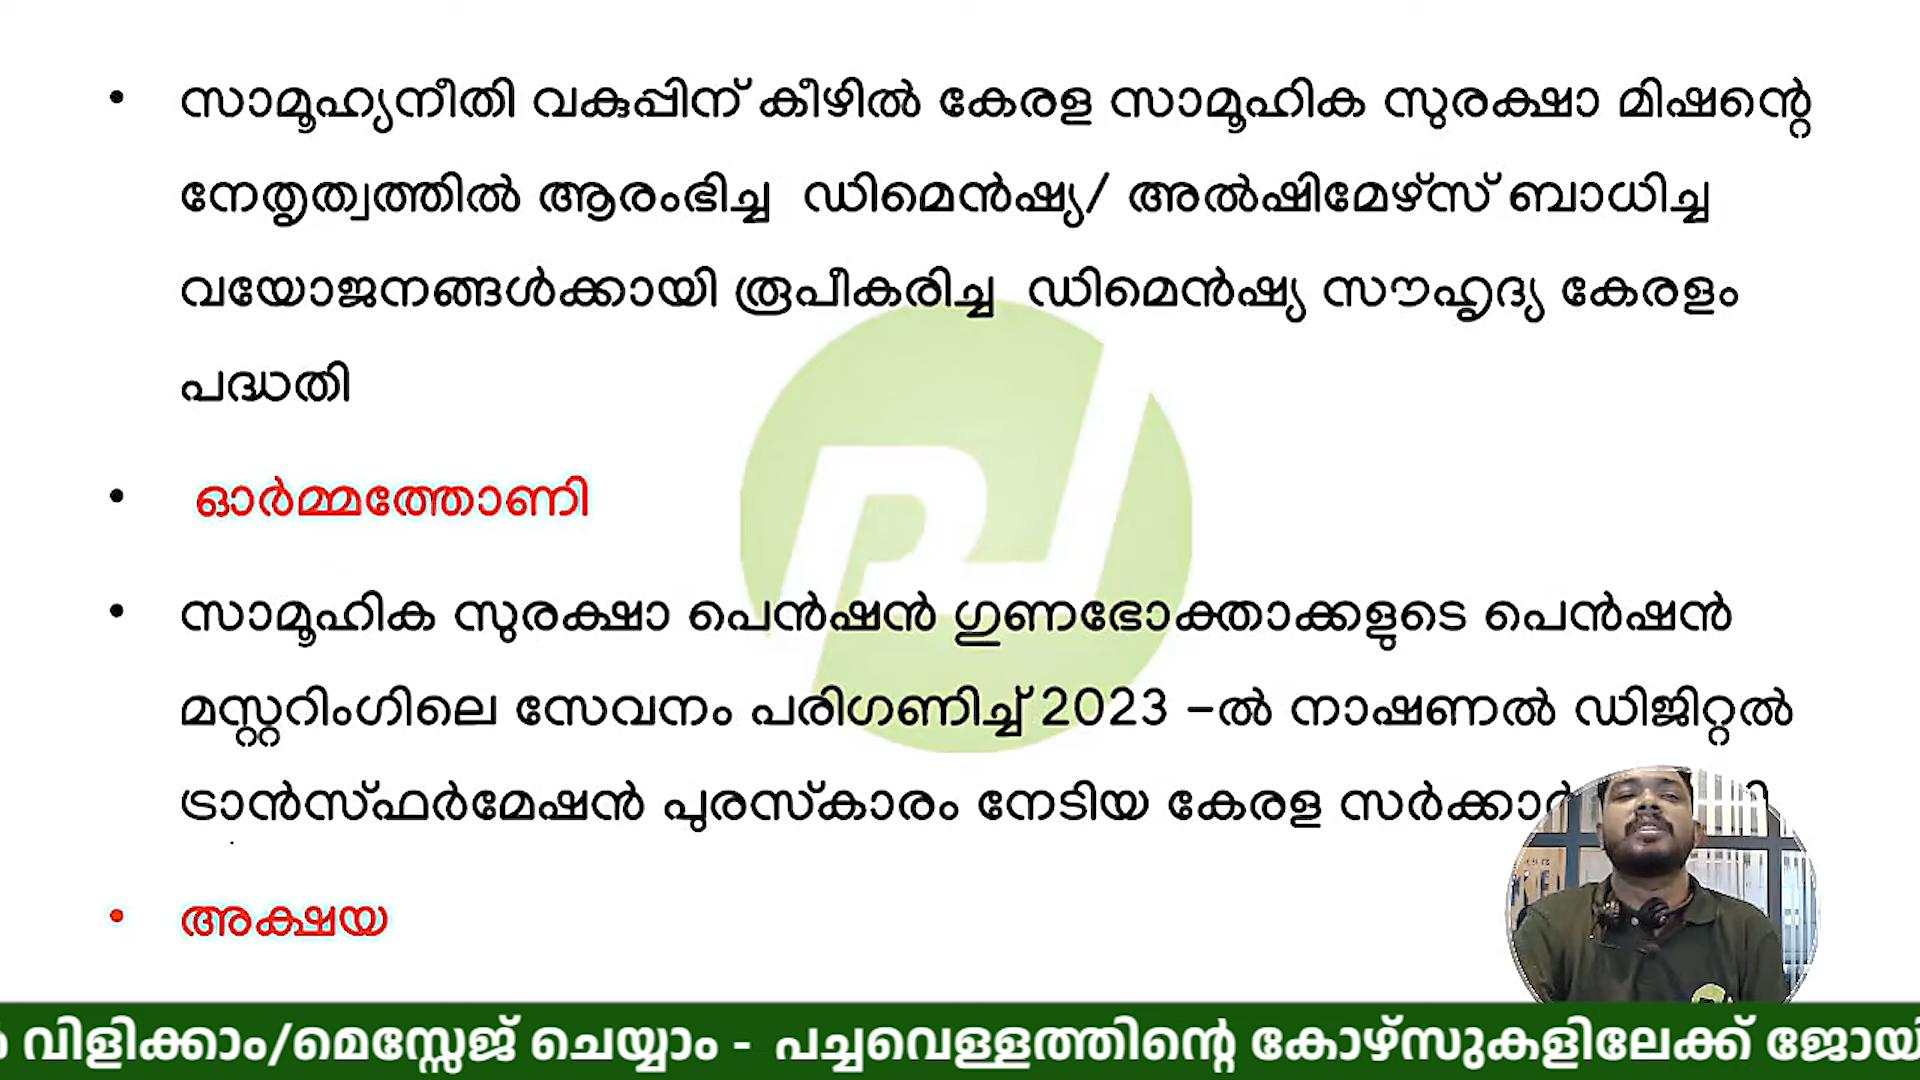 • സാമൂഹ്യനീതി വകുപ്പിന് കീഴിൽ കേരള സാമൂഹിക സുരക്ഷാ മിഷന്റെ
നേതൃത്വത്തിൽ ആരംഭിച്ച ഡിമെൻഷ്യ/ അൽഷിമേഴ്സ് ബാധിച്ച
വയോജനങ്ങൾക്കായി രൂപീകരിച്ച ഡിമെൻഷ്യ സൗഹൃദ്യ കേരളം
പദ്ധതി
• ഓർമ്മത്തോണി
• സാമൂഹിക സുരക്ഷാ പെൻഷൻ ഗുണഭോക്താക്കളുടെ പെൻഷൻ
മസ്റ്ററിംഗിലെ സേവനം പരിഗണിച്ച് 2023 –ൽ നാഷണൽ ഡിജിറ്റൽ
ട്രാൻസ്ഫർമേഷൻ പുരസ്കാരം നേടിയ കേരള സർക്കാർ
• അക്ഷയ
വിളിക്കാം/മെസ്സേജ് ചെയ്യാം - പച്ചവെള്ളത്തിന്റെ കോഴ്സുകളിലേക്ക്